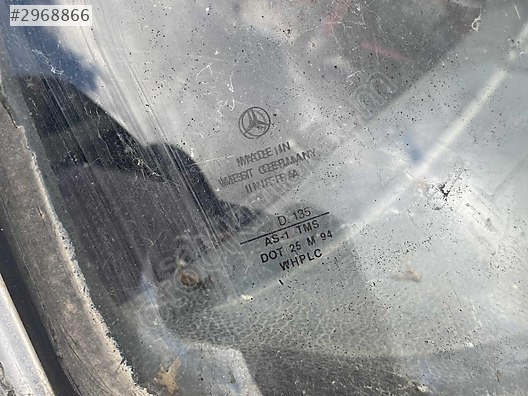 #2968866
MADE IN
WEST GERMANY
D. 135
AS-1 TMS
DOT 25 M 94
WHPLC